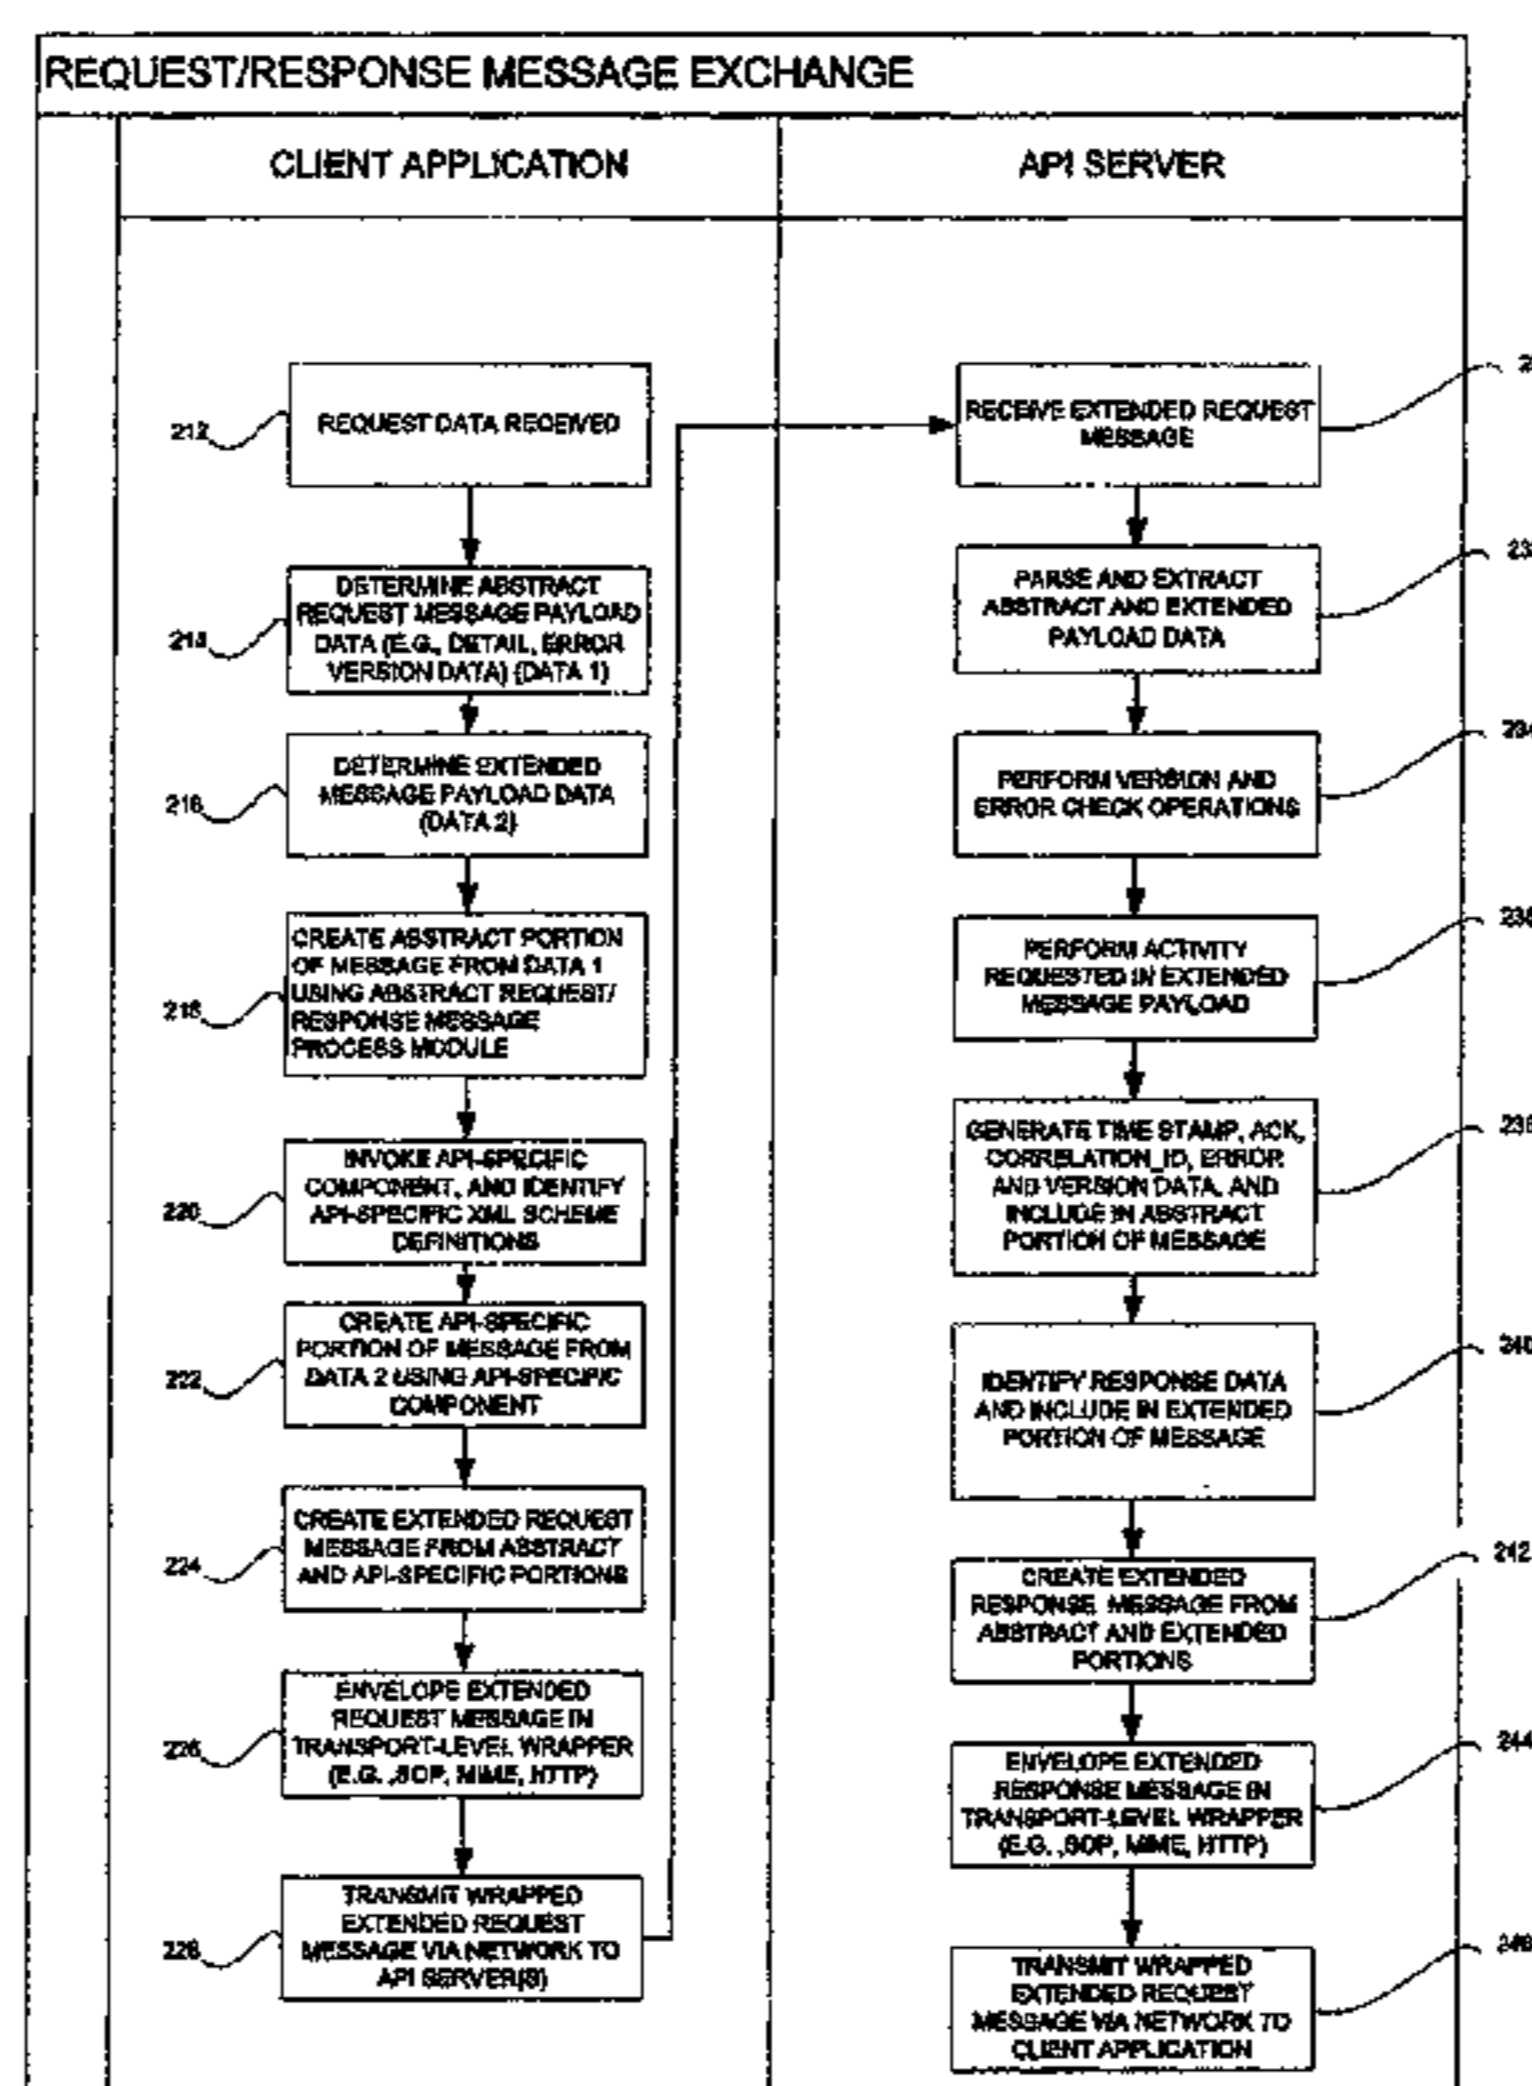 REQUEST/RESPONSE MESSAGE EXCHANGE
CLIENT APPLICATION
API SERVER
212
REQUEST DATA RECEIVED
214
DETERMINE ABSTRACT
REQUEST MESSAGE PAYLOAD
DATA (E.G., DETAIL, ERROR
VERSION DATA) (DATA 1)
216
DETERMINE EXTENDED
MESSAGE PAYLOAD DATA
(DATA 2)
218
CREATE ABSTRACT PORTION
OF MESSAGE FROM DATA 1
USING ABSTRACT REQUEST/
RESPONSE MESSAGE
PROCESS MODULE
220
INVOKE API-SPECIFIC
COMPONENT, AND IDENTIFY
API-SPECIFIC XML SCHEME
DEFINITIONS
222
CREATE API-SPECIFIC
PORTION OF MESSAGE FROM
DATA 2 USING API-SPECIFIC
COMPONENT
224
CREATE EXTENDED REQUEST
MESSAGE FROM ABSTRACT
AND API-SPECIFIC PORTIONS
226
ENVELOPE EXTENDED
REQUEST MESSAGE IN
TRANSPORT-LEVEL WRAPPER
(E.G. ,SOP, MIME, HTTP)
228
TRANSMIT WRAPPED
EXTENDED REQUEST
MESSAGE VIA NETWORK TO
API SERVER(S)
RECEIVE EXTENDED REQUEST
MESSAGE
PARSE AND EXTRACT
ABSTRACT AND EXTENDED
PAYLOAD DATA
234
PERFORM VERSION AND
ERROR CHECK OPERATIONS
PERFORM ACTIVITY
REQUESTED IN EXTENDED
MESSAGE PAYLOAD
GENERATE TIME STAMP, ACK,
CORRELATION_ID, ERROR
AND VERSION DATA, AND
INCLUDE IN ABSTRACT
PORTION OF MESSAGE
240
IDENTIFY RESPONSE DATA
AND INCLUDE IN EXTENDED
PORTION OF MESSAGE
242
CREATE EXTENDED
RESPONSE MESSAGE FROM
ABSTRACT AND EXTENDED
PORTIONS
244
ENVELOPE EXTENDED
RESPONSE MESSAGE IN
TRANSPORT-LEVEL WRAPPER
(E.G. ,SOP, MIME, HTTP)
TRANSMIT WRAPPED
EXTENDED REQUEST
MESSAGE VIA NETWORK TO
CLIENT APPLICATION